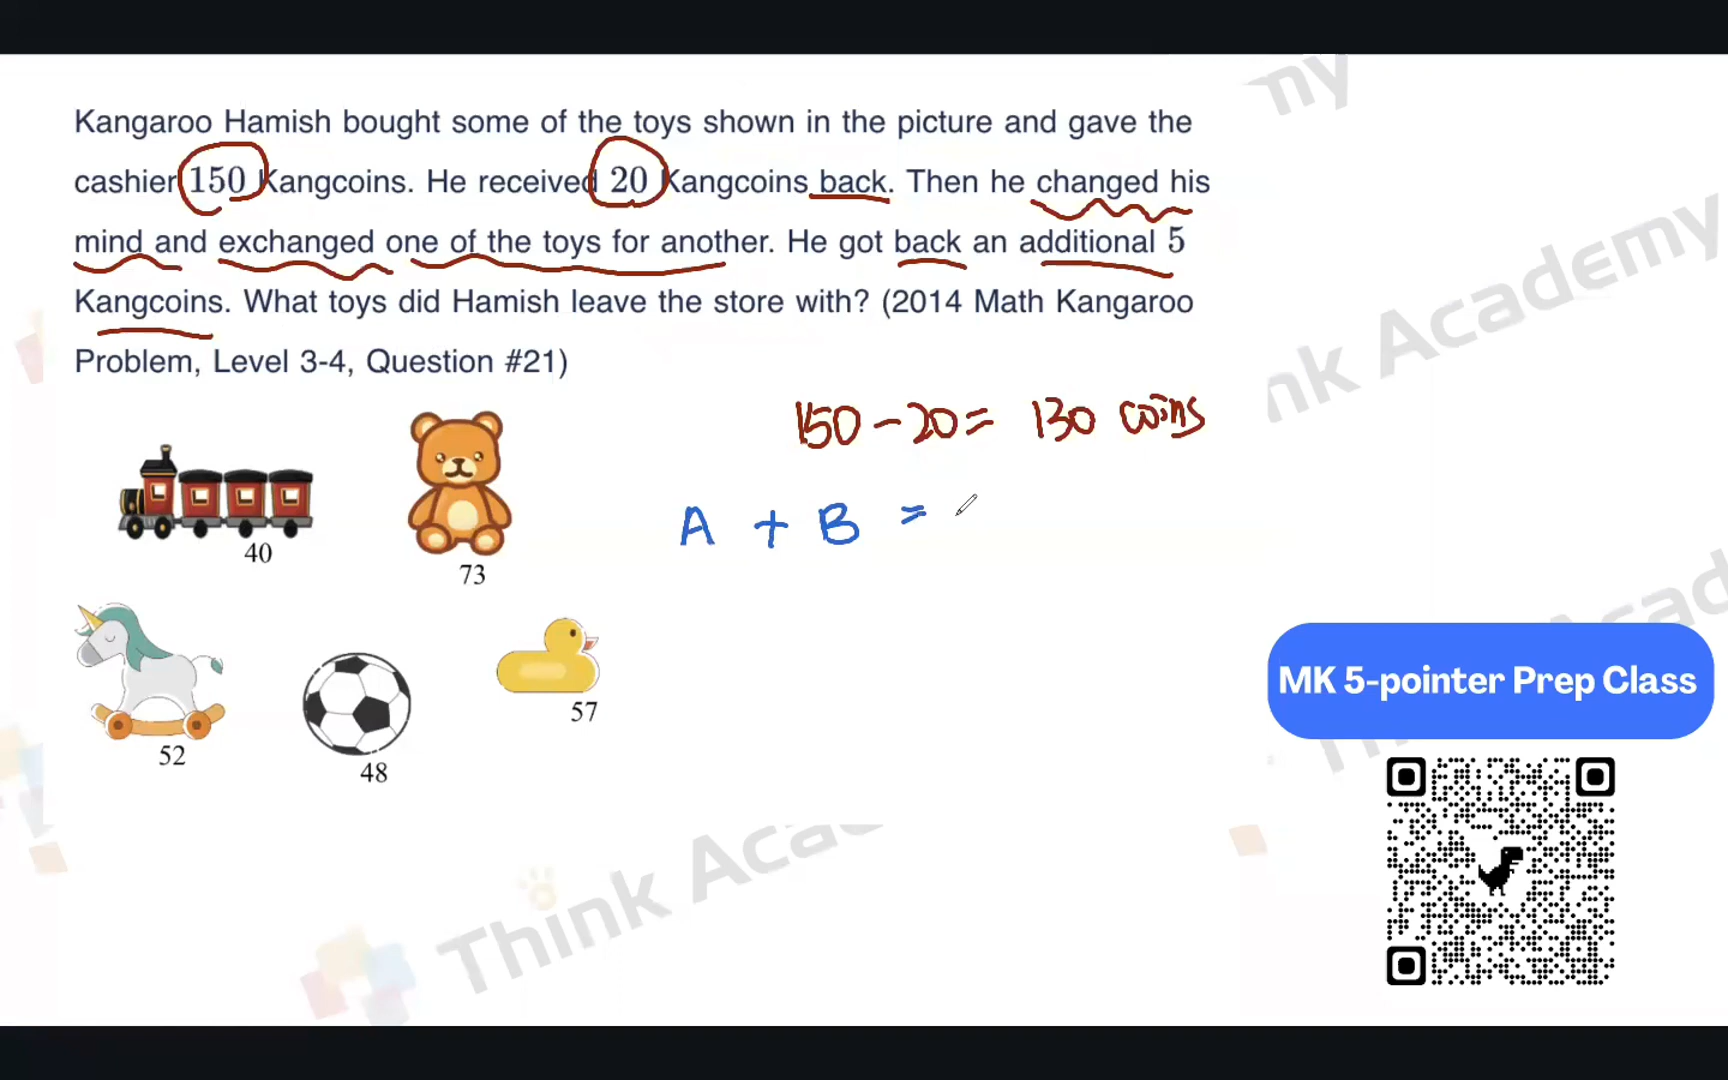 Kangaroo Hamish bought some of the toys shown in the picture and gave the
cashier 150 Kangcoins. He received 20 Kangcoins back. Then he changed his
mind and exchanged one of the toys for another. He got back an additional 5
Kangcoins. What toys did Hamish leave the store with? (2014 Math Kangaroo
Problem, Level 3-4, Question #21)
150 - 20 = 130 coins
A + B =
40
73
52
48
57
MK 5-pointer Prep Class
Think Academy
nk Academy
ny